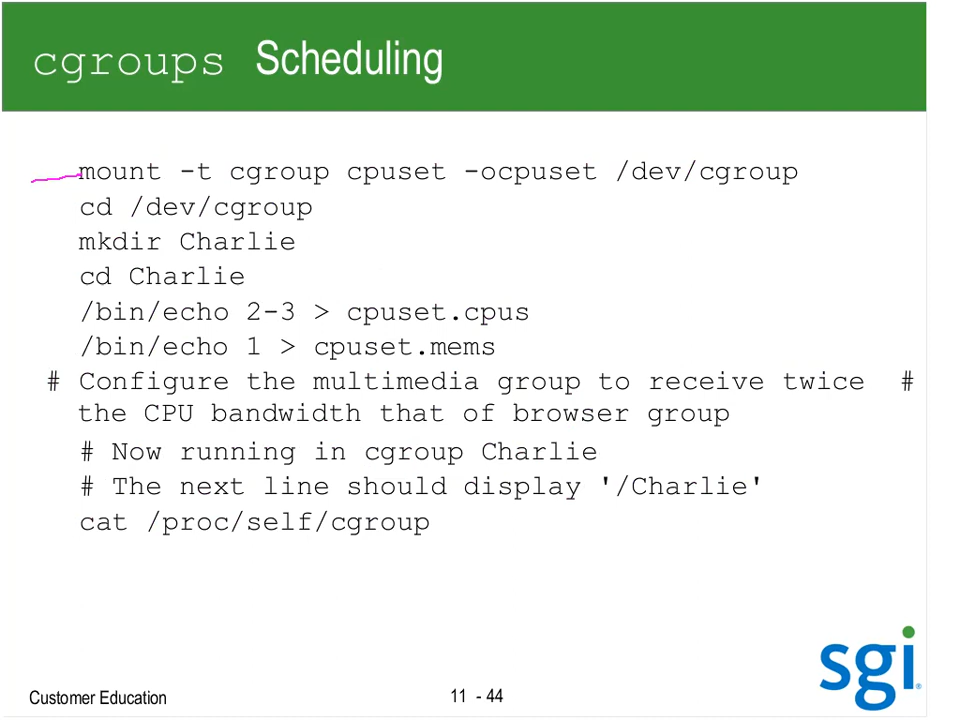 cgroups Scheduling
mount -t cgroup cpuset -ocpuset /dev/cgroup
cd /dev/cgroup
mkdir Charlie
cd Charlie
/bin/echo 2-3 > cpuset.cpus
/bin/echo 1 > cpuset.mems
# Configure the multimedia group to receive twice #
the CPU bandwidth that of browser group
# Now running in cgroup Charlie
# The next line should display '/Charlie'
cat /proc/self/cgroup
sgi®
Customer Education 11 - 44